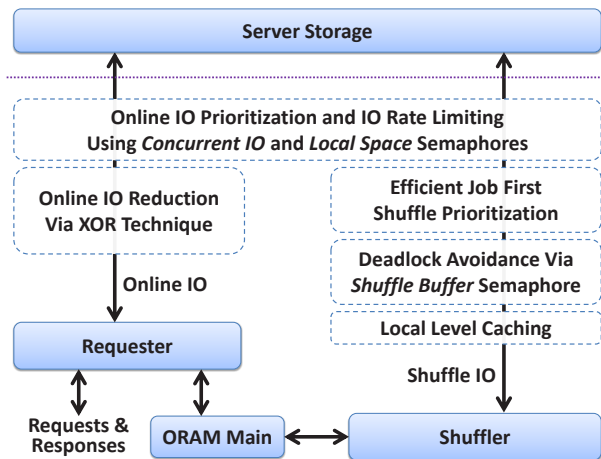 Server Storage
Online IO Prioritization and IO Rate Limiting
Using Concurrent IO and Local Space Semaphores
Online IO Reduction
Via XOR Technique
Efficient Job First
Shuffle Prioritization
Deadlock Avoidance Via
Shuffle Buffer Semaphore
Online IO
Local Level Caching
Requester
Shuffle IO
Requests &
Responses
ORAM Main
Shuffler